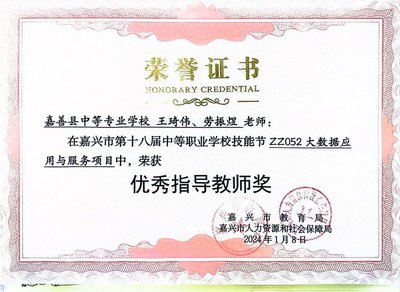 荣誉证书
HONORARY CREDENTIAL
嘉善县中等专业学校 王琦伟、劳振煜 老师：
在嘉兴市第十八届中等职业学校技能节 ZZ052 大数据应
用与服务项目中，荣获
优秀指导教师奖
嘉兴市教育局
嘉兴市人力资源和社会保障局
2024年1月8日